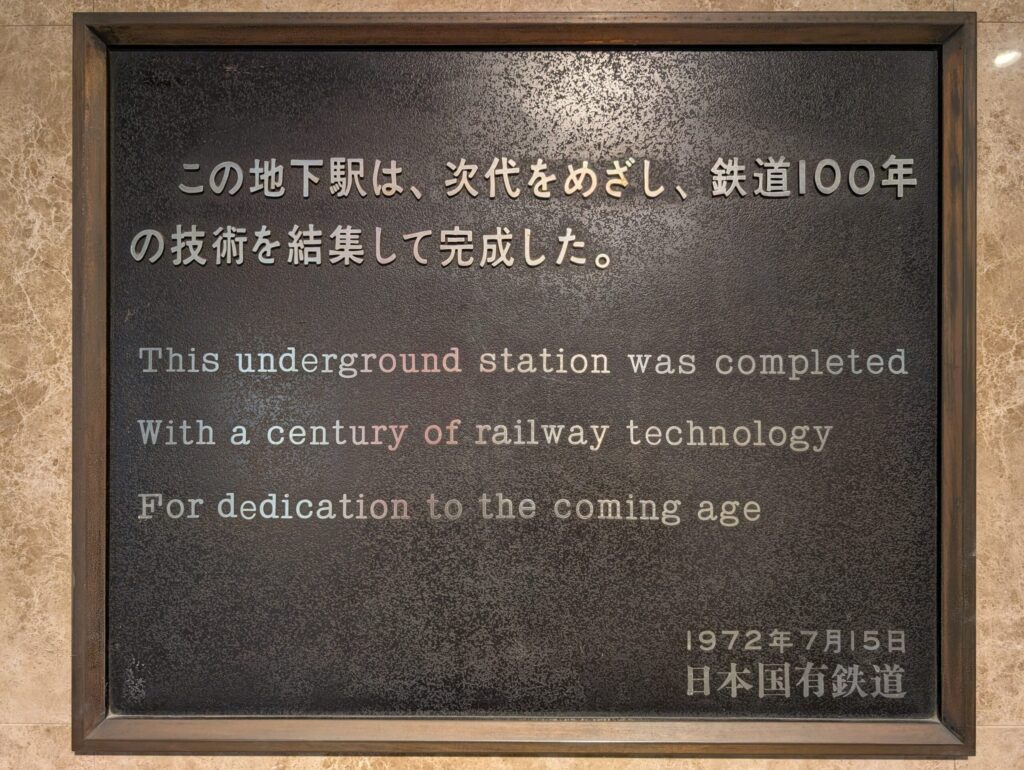 この地下駅は、次代をめざし、鉄道100年
の技術を結集して完成した。
This underground station was completed
With a century of railway technology
For dedication to the coming age
1972年7月15日
日本国有鉄道